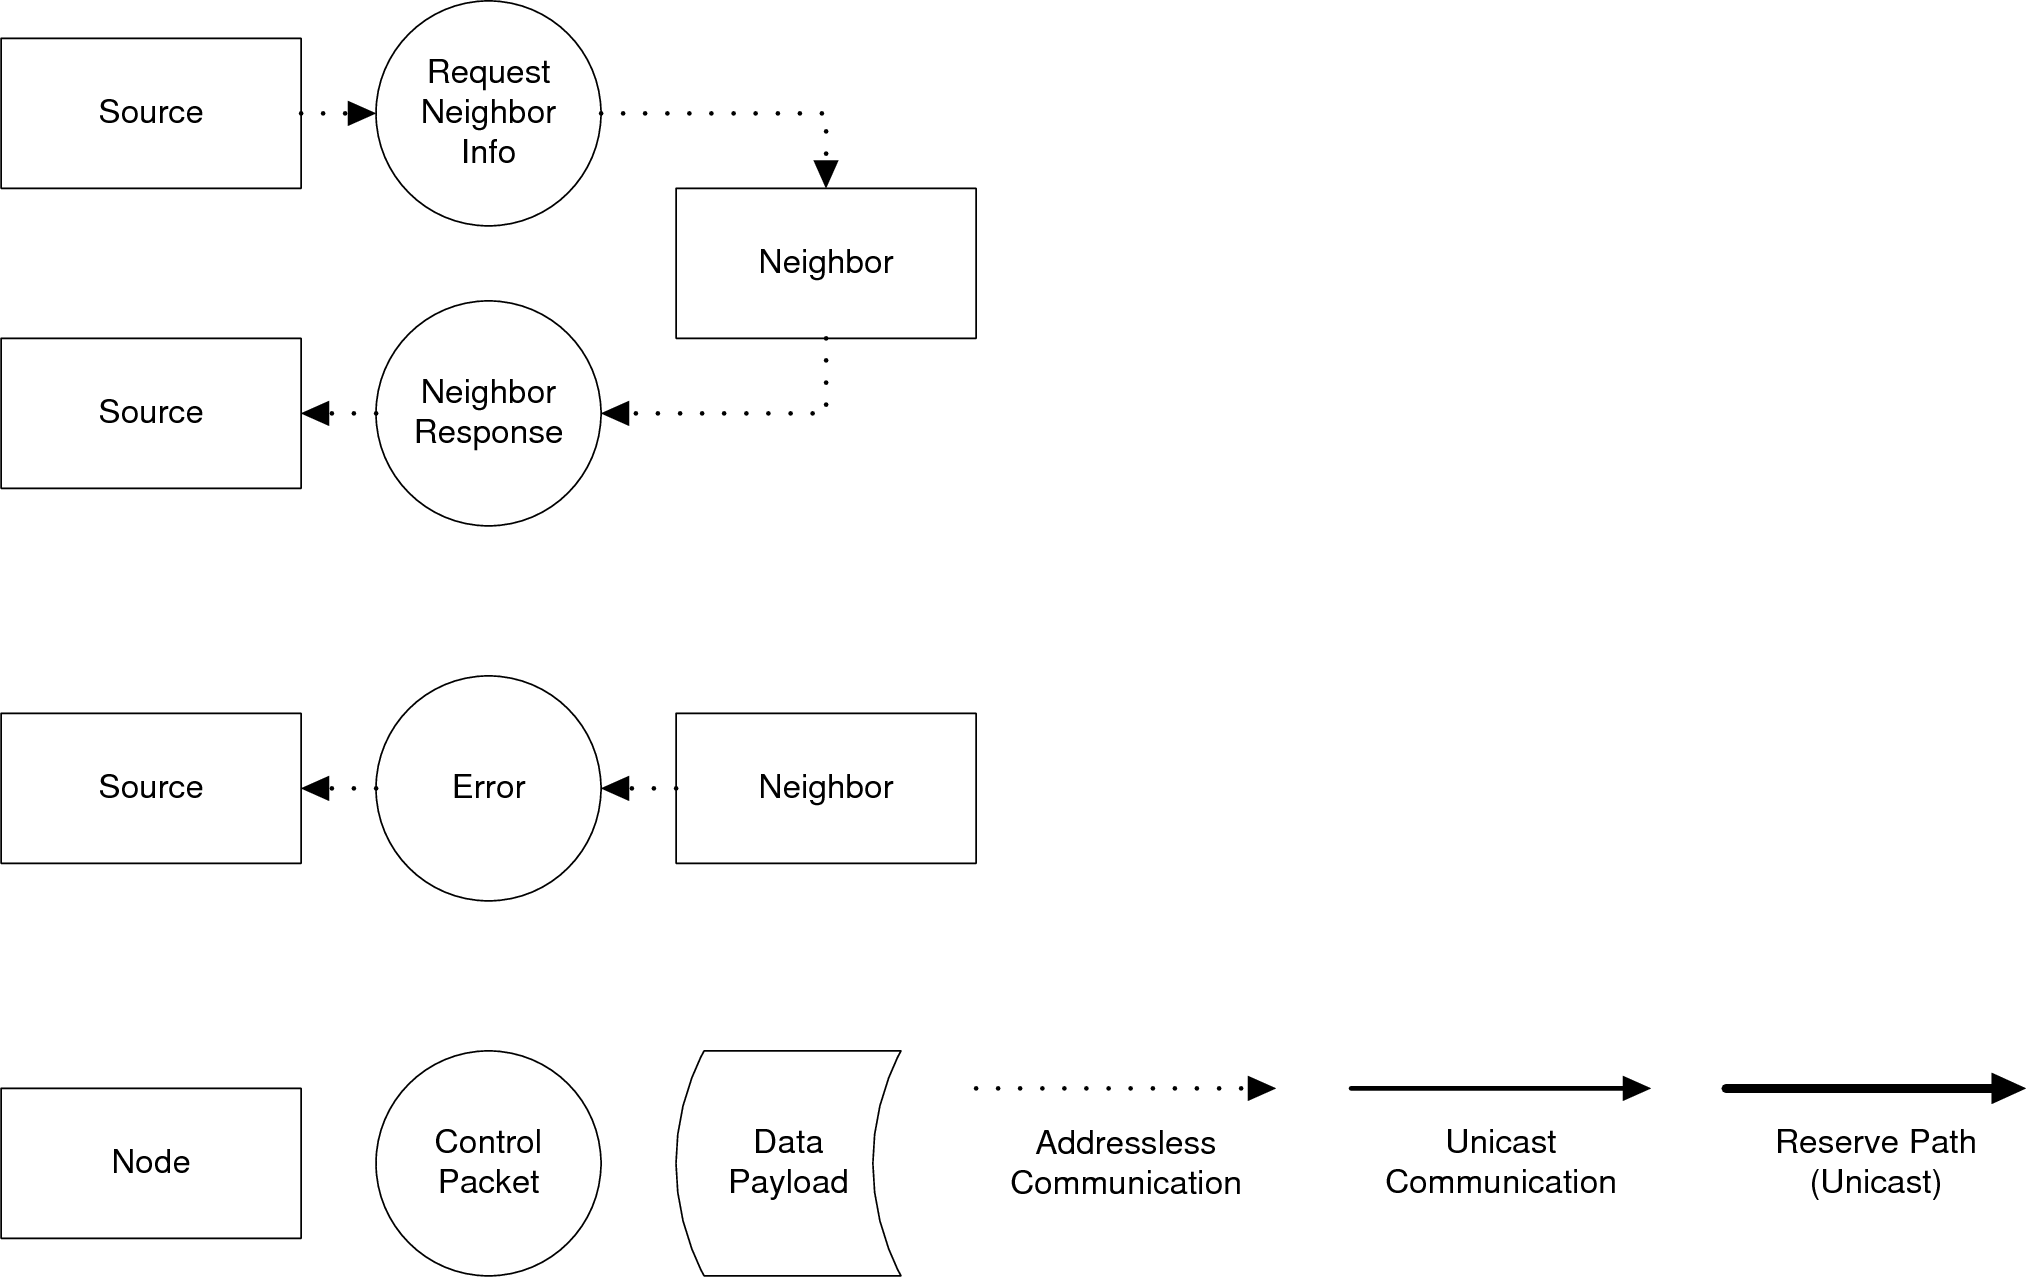 Source
Request
Neighbor
Info
Neighbor
Source
Neighbor
Response
Source
Error
Neighbor
Node
Control
Packet
Data
Payload
Addressless
Communication
Unicast
Communication
Reserve Path
(Unicast)